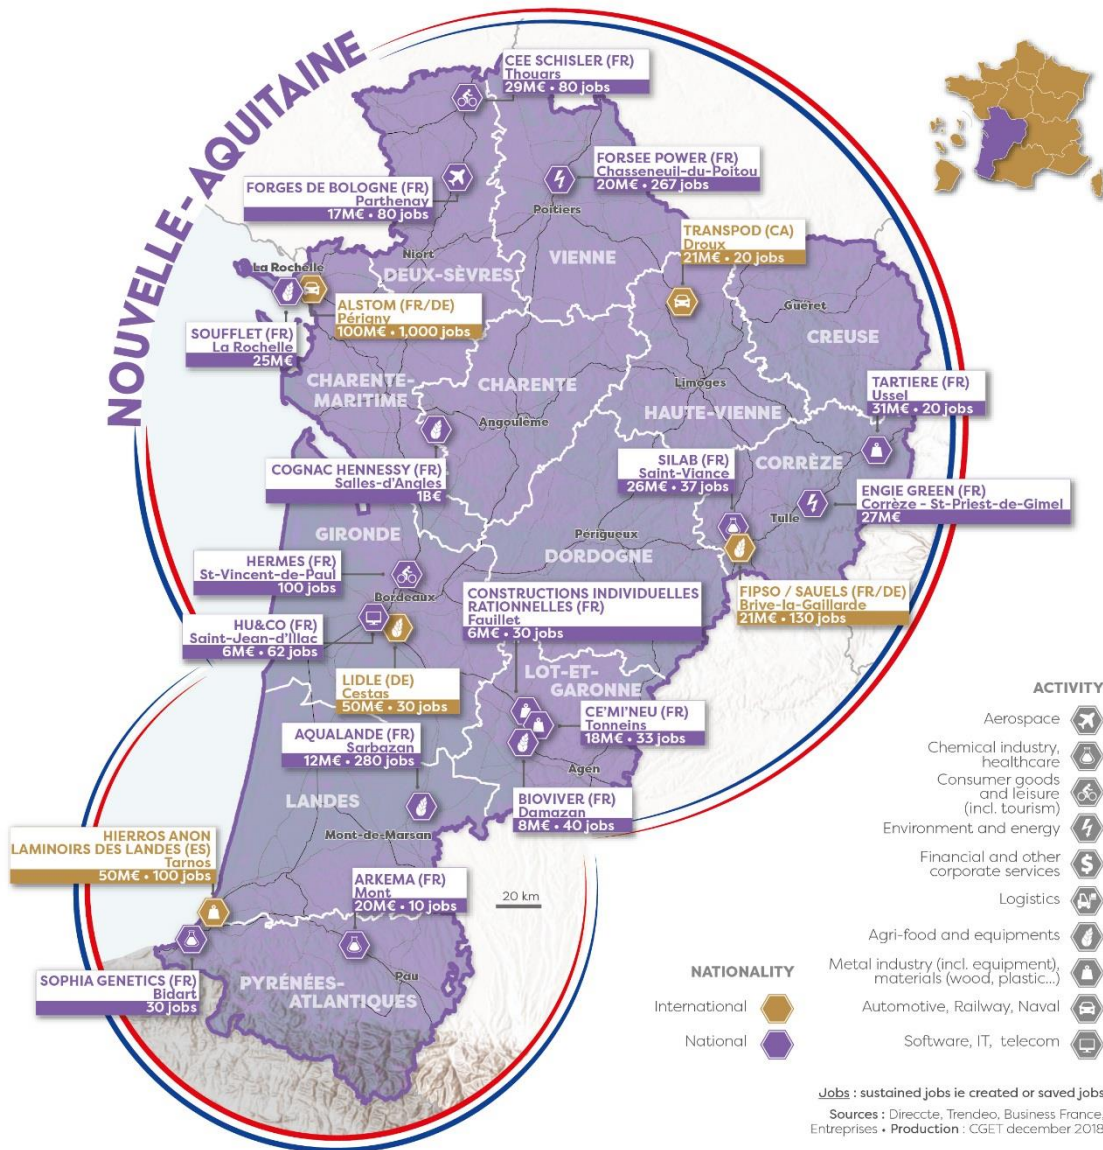 NOUVELLE - AQUITAINE
CEE SCHISLER (FR)
Thouars
29M€ • 80 jobs
FORGES DE BOLOGNE (FR)
Parthenay
17M€ • 80 jobs
FORSEE POWER (FR)
Chasseneuil-du-Poitou
20M€ • 267 jobs
Poitiers
TRANSPOD (CA)
Droux
21M€ • 20 jobs
Niort
VIENNE
La Rochelle
DEUX-SÈVRES
ALSTOM (FR/DE)
Périgny
100M€ • 1,000 jobs
Guéret
CREUSE
SOUFFLET (FR)
La Rochelle
25M€
CHARENTE-
MARITIME
CHARENTE
Limoges
HAUTE-VIENNE
TARTIERE (FR)
Ussel
31M€ • 20 jobs
Angoulême
COGNAC HENNESSY (FR)
Salles-d'Angles
1B€
SILAB (FR)
Saint-Viance
26M€ • 37 jobs
CORRÈZE
ENGIE GREEN (FR)
Corrèze - St-Priest-de-Gimel
27M€
Tulle
GIRONDE
Périgueux
DORDOGNE
HERMES (FR)
St-Vincent-de-Paul
100 jobs
Bordeaux
CONSTRUCTIONS INDIVIDUELLES
RATIONNELLES (FR)
Fauillet
6M€ • 30 jobs
FIPSO / SAUELS (FR/DE)
Brive-la-Gaillarde
21M€ • 130 jobs
HU&CO (FR)
Saint-Jean-d'Illac
6M€ • 62 jobs
LIDLE (DE)
Cestas
50M€ • 30 jobs
LOT-ET-
GARONNE
AQUALANDE (FR)
Sarbazan
12M€ • 280 jobs
CE'MI'NEU (FR)
Tonneins
18M€ • 33 jobs
Agen
LANDES
BIOVIVER (FR)
Damazan
8M€ • 40 jobs
Mont-de-Marsan
HIERROS ANON
LAMINOIRS DES LANDES (ES)
Tarnos
50M€ • 100 jobs
ARKEMA (FR)
Mont
20M€ • 10 jobs
20 km
SOPHIA GENETICS (FR)
Bidart
30 jobs
Pau
PYRÉNÉES-
ATLANTIQUES
NATIONALITY
International
National
ACTIVITY
Aerospace
Chemical industry,
healthcare
Consumer goods
and leisure
(incl. tourism)
Environment and energy
Financial and other
corporate services
Logistics
Agri-food and equipments
Metal industry (incl. equipment),
materials (wood, plastic...)
Automotive, Railway, Naval
Software, IT, telecom
Jobs : sustained jobs ie created or saved jobs
Sources : Direccte, Trendeo, Business France,
Entreprises • Production : CGET december 2018